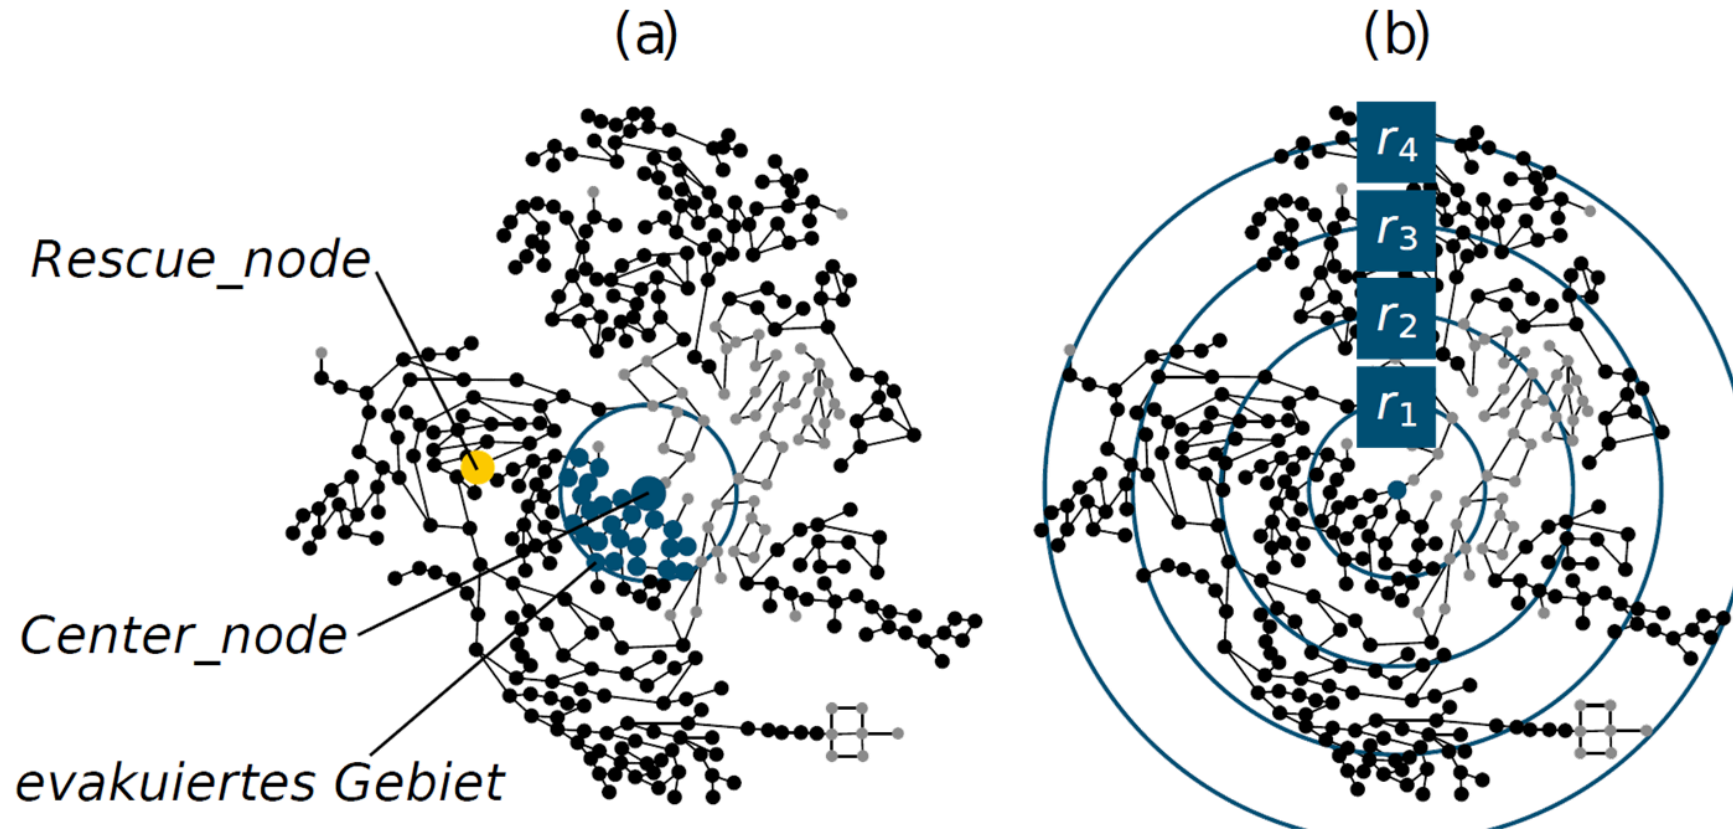 (a)
(b)
r4
r3
r2
r1
Rescue_node
Center_node
evakuiertes Gebiet